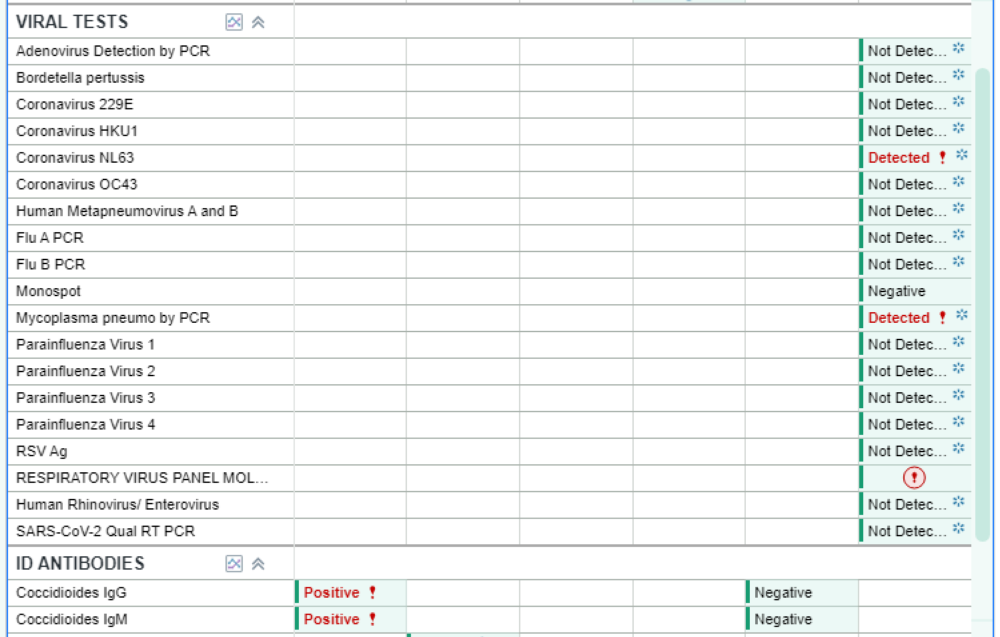 VIRAL TESTS
Adenovirus Detection by PCR Not Detec...
Bordetella pertussis Not Detec...
Coronavirus 229E Not Detec...
Coronavirus HKU1 Not Detec...
Coronavirus NL63 Detected !
Coronavirus OC43 Not Detec...
Human Metapneumovirus A and B Not Detec...
Flu A PCR Not Detec...
Flu B PCR Not Detec...
Monospot Negative
Mycoplasma pneumo by PCR Detected !
Parainfluenza Virus 1 Not Detec...
Parainfluenza Virus 2 Not Detec...
Parainfluenza Virus 3 Not Detec...
Parainfluenza Virus 4 Not Detec...
RSV Ag Not Detec...
RESPIRATORY VIRUS PANEL MOL... !
Human Rhinovirus/ Enterovirus Not Detec...
SARS-CoV-2 Qual RT PCR Not Detec...
ID ANTIBODIES
Coccidioides IgG Positive ! Negative
Coccidioides IgM Positive ! Negative